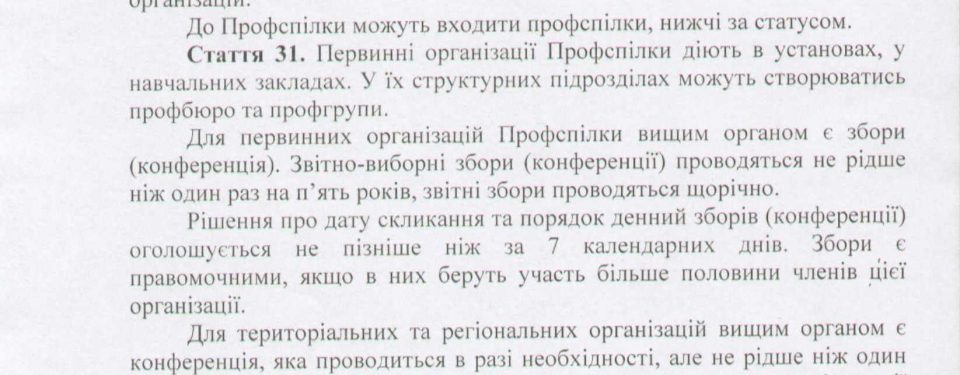 організацій.
До Профспілки можуть входити профспілки, нижчі за статусом.
Стаття 31. Первинні організації Профспілки діють в установах, у
навчальних закладах. У їх структурних підрозділах можуть створюватись
профбюро та профгрупи.
Для первинних організацій Профспілки вищим органом є збори
(конференція). Звітно-виборні збори (конференції) проводяться не рідше
ніж один раз на п’ять років, звітні збори проводяться щорічно.
Рішення про дату скликання та порядок денний зборів (конференції)
оголошується не пізніше ніж за 7 календарних днів. Збори є
правомочними, якщо в них беруть участь більше половини членів цієї
організації.
Для територіальних та регіональних організацій вищим органом є
конференція, яка проводиться в разі необхідності, але не рідше ніж один